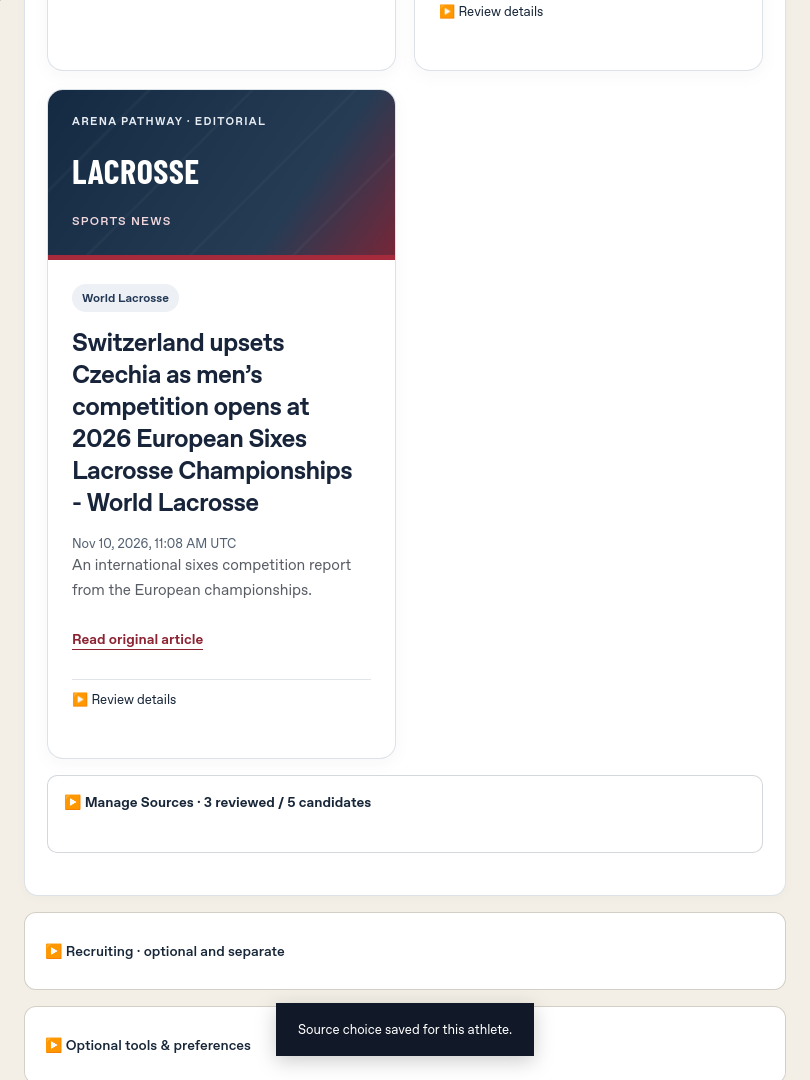 ▶️ Review details
ARENA PATHWAY · EDITORIAL
LACROSSE
SPORTS NEWS
World Lacrosse
Switzerland upsets
Czechia as men’s
competition opens at
2026 European Sixes
Lacrosse Championships
- World Lacrosse
Nov 10, 2026, 11:08 AM UTC
An international sixes competition report
from the European championships.
Read original article
▶️ Review details
▶️ Manage Sources · 3 reviewed / 5 candidates
▶️ Recruiting · optional and separate
▶️ Optional tools & preferences
Source choice saved for this athlete.